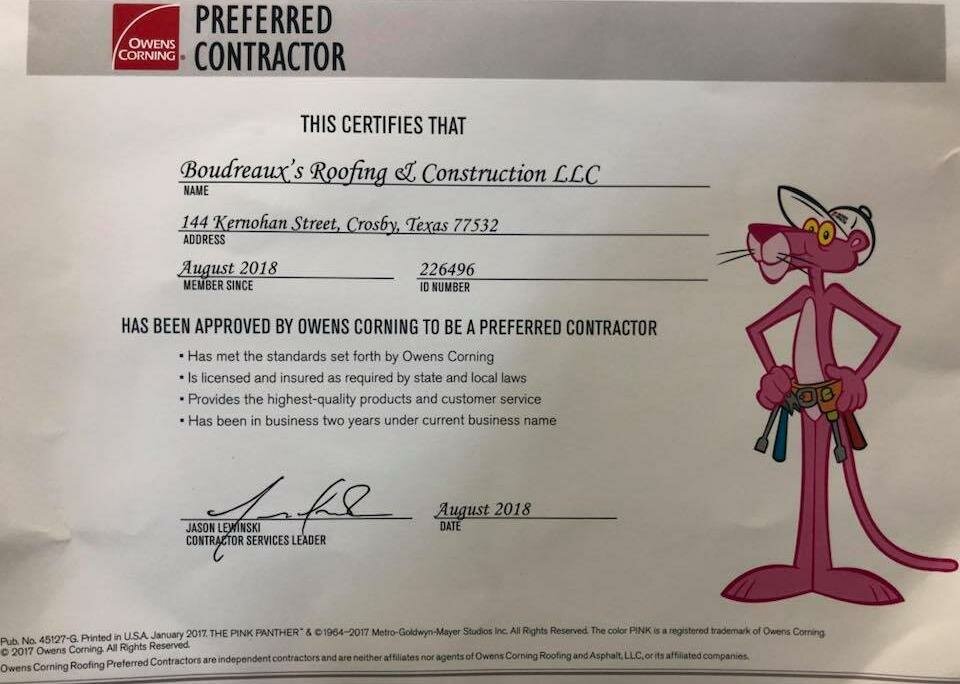 OWENS
CORNING
PREFERRED
CONTRACTOR
THIS CERTIFIES THAT
Boudreaux's Roofing & Construction LLC
NAME
144 Kernohan Street, Crosby, Texas 77532
ADDRESS
August 2018 226496
MEMBER SINCE ID NUMBER
HAS BEEN APPROVED BY OWENS CORNING TO BE A PREFERRED CONTRACTOR
▪ Has met the standards set forth by Owens Corning
▪ Is licensed and insured as required by state and local laws
▪ Provides the highest-quality products and customer service
▪ Has been in business two years under current business name
August 2018
JASON LEWINSKI DATE
CONTRACTOR SERVICES LEADER
Pub. No. 45127-G. Printed in U.S.A. January 2017. THE PINK PANTHER™ & ©1964–2017 Metro-Goldwyn-Mayer Studios Inc. All Rights Reserved. The color PINK is a registered trademark of Owens Corning.
© 2017 Owens Corning. All Rights Reserved.
Owens Corning Roofing Preferred Contractors are independent contractors and are neither affiliates nor agents of Owens Corning Roofing and Asphalt, LLC, or its affiliated companies.